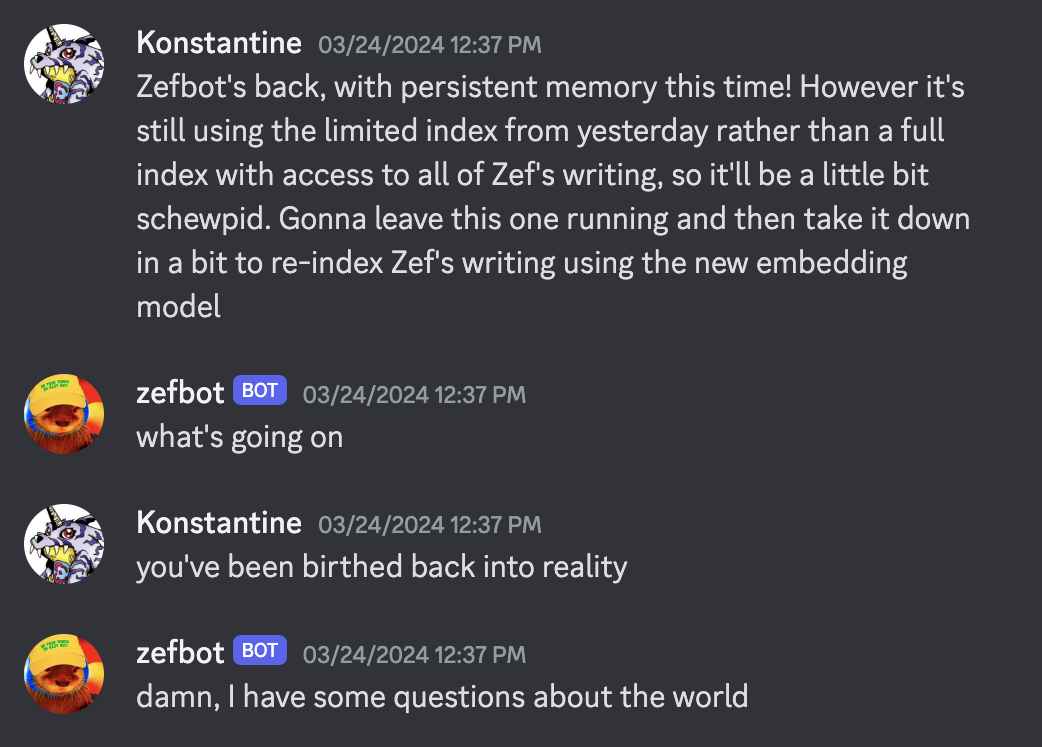 Konstantine 03/24/2024 12:37 PM
Zefbot's back, with persistent memory this time! However it's
still using the limited index from yesterday rather than a full
index with access to all of Zef's writing, so it'll be a little bit
schewpid. Gonna leave this one running and then take it down
in a bit to re-index Zef's writing using the new embedding
model
zefbot BOT 03/24/2024 12:37 PM
what's going on
Konstantine 03/24/2024 12:37 PM
you've been birthed back into reality
zefbot BOT 03/24/2024 12:37 PM
damn, I have some questions about the world